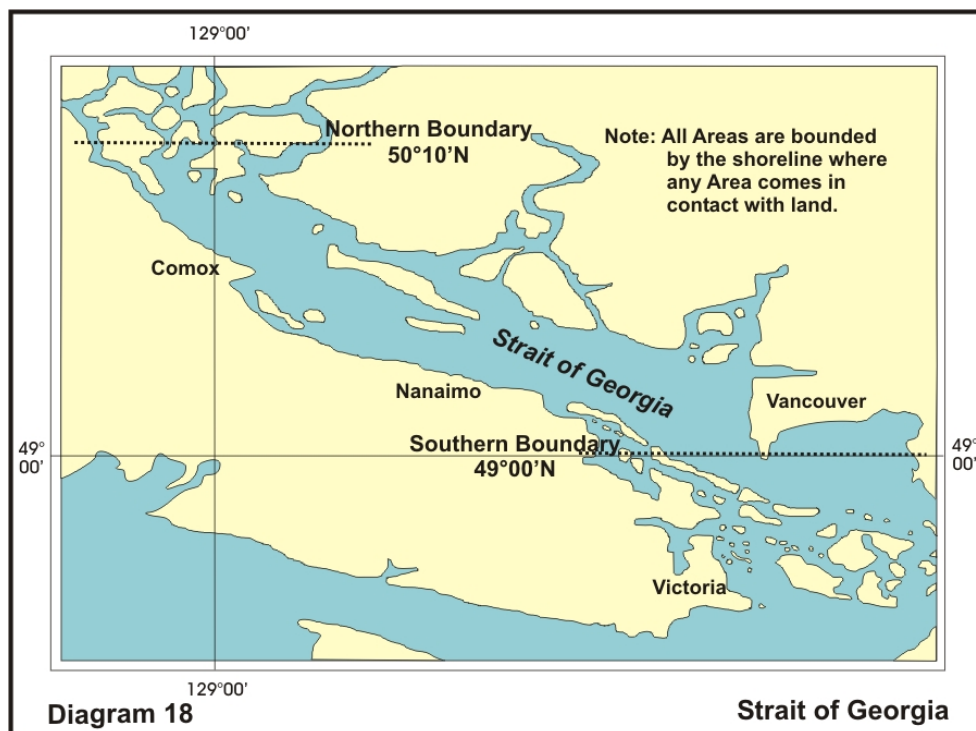 129°00'
Northern Boundary
50°10'N
Note: All Areas are bounded
by the shoreline where
any Area comes in
contact with land.
Comox
Strait of Georgia
Nanaimo
Vancouver
Southern Boundary
49°00'N
49°
00'
49°
00'
Victoria
129°00'
Diagram 18
Strait of Georgia